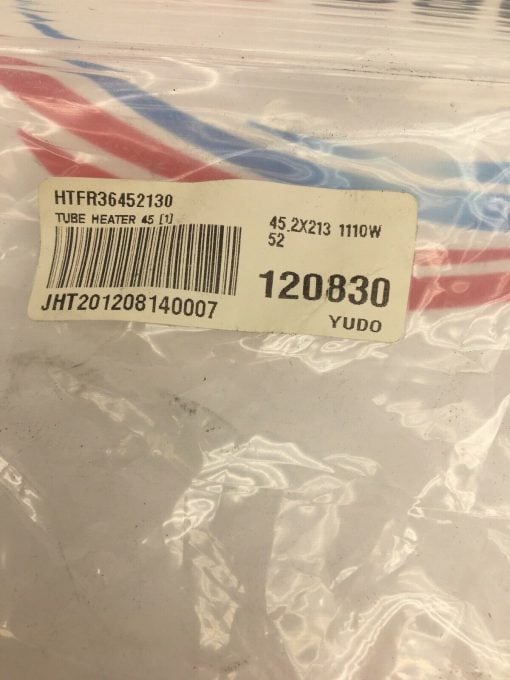 HTFR36452130
TUBE HEATER 45 [1]
45.2X213 1110W
52
120830
JHT201208140007
YUDO